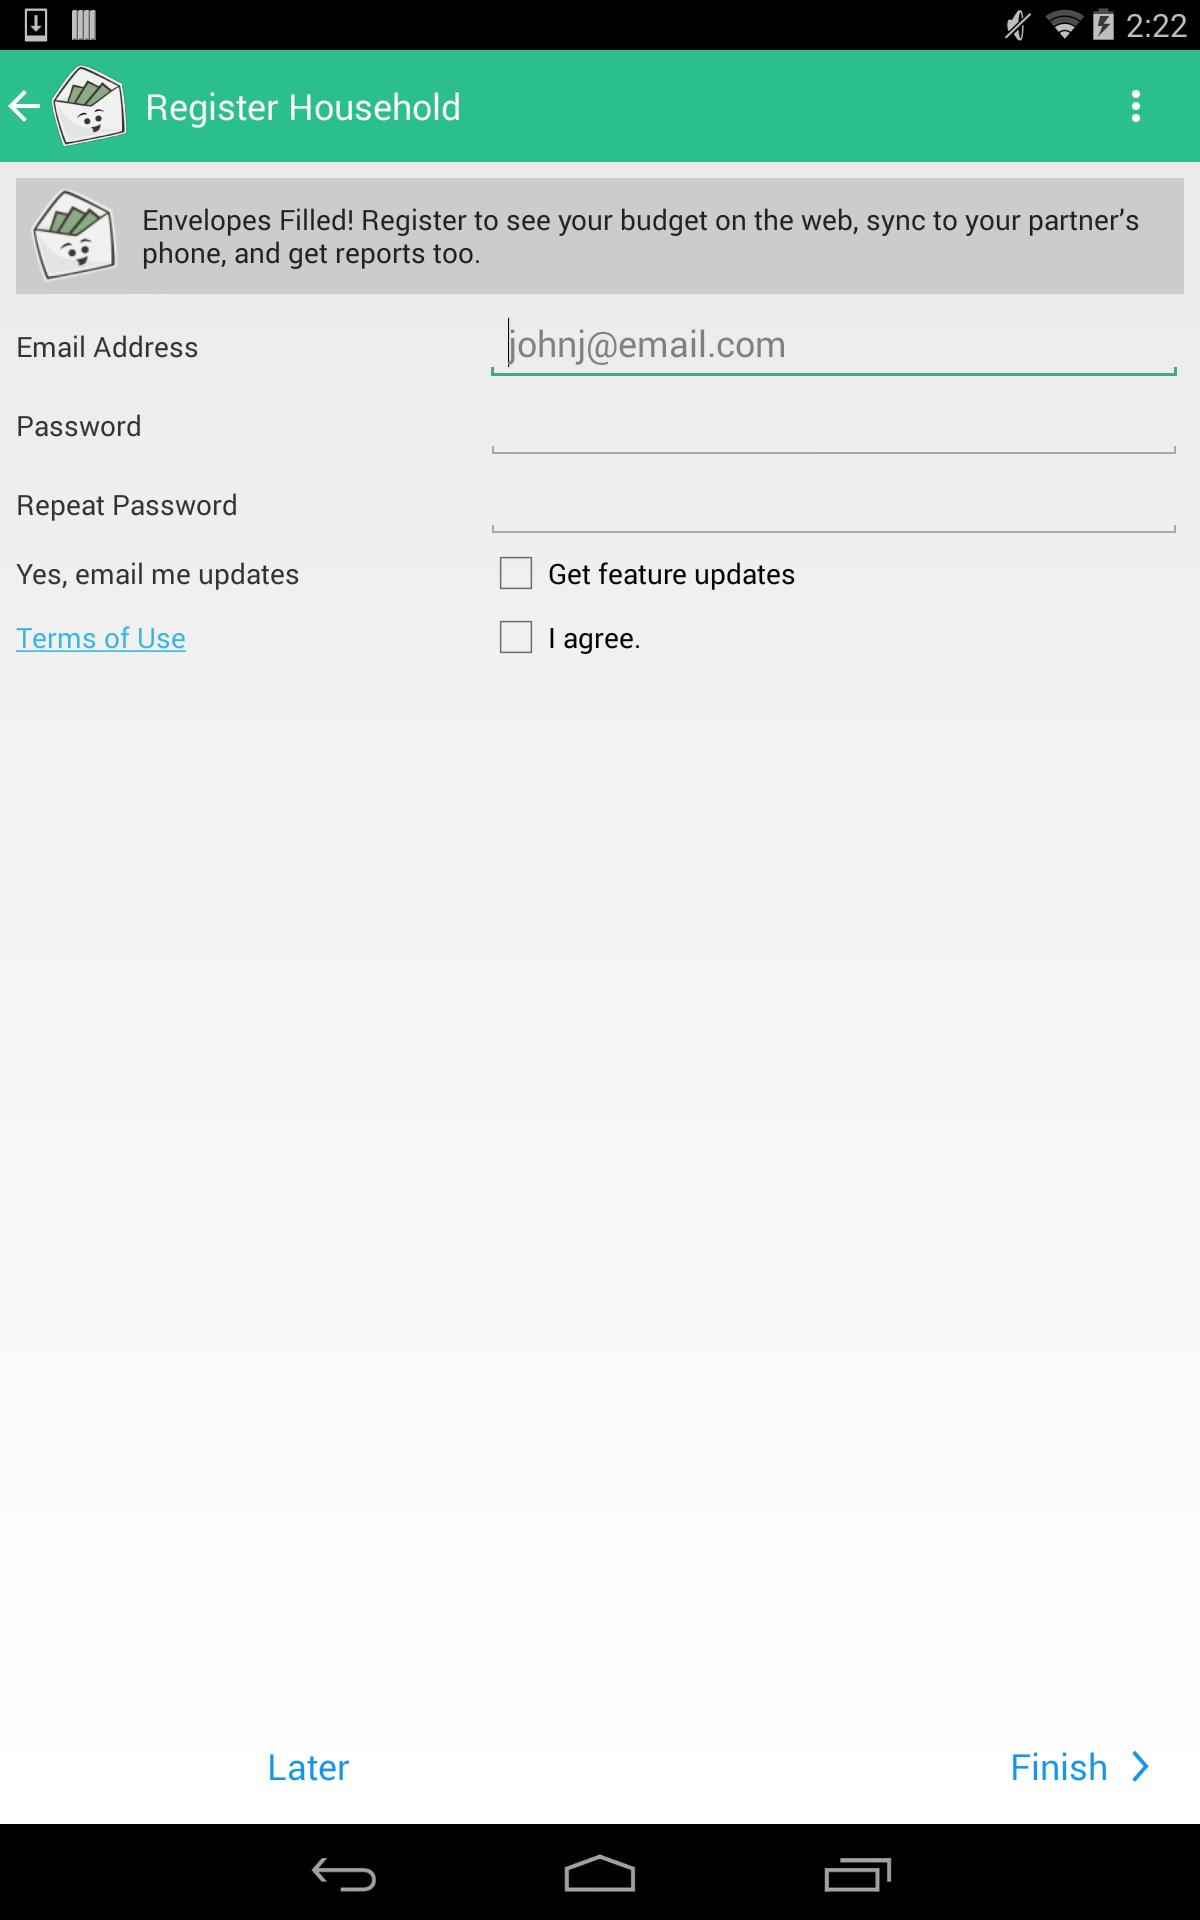 2:22
Register Household
Envelopes Filled! Register to see your budget on the web, sync to your partner's
phone, and get reports too.
Email Address
johnj@email.com
Password
Repeat Password
Yes, email me updates
Get feature updates
Terms of Use
I agree.
Later
Finish